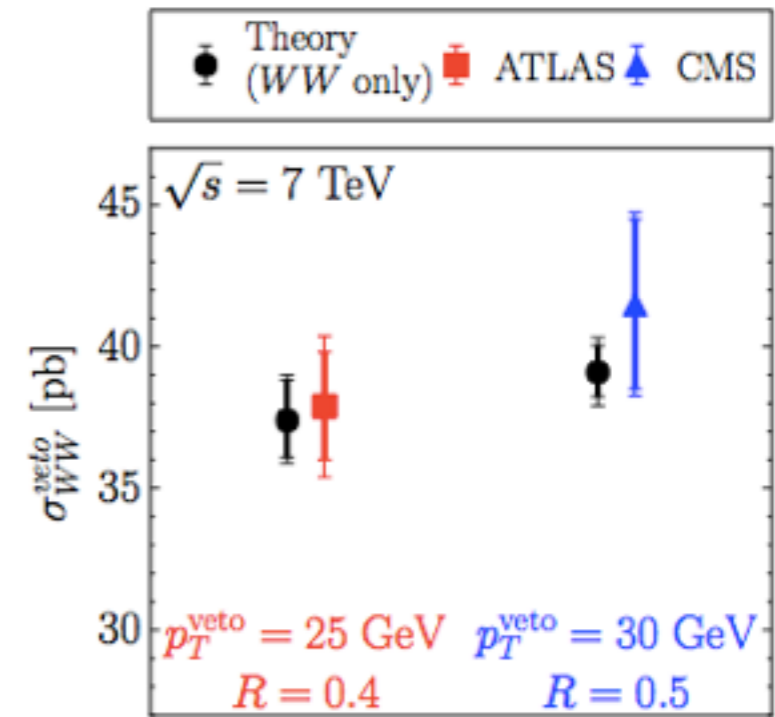 Theory
(WW only) ATLAS CMS
√s = 7 TeV
45
40
35
30
σ_WW^veto [pb]
p_T^veto = 25 GeV p_T^veto = 30 GeV
R = 0.4 R = 0.5